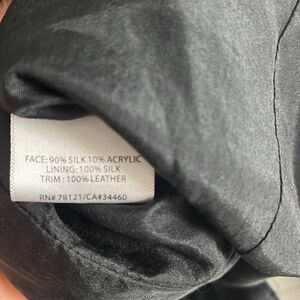 FACE: 90% SILK 10% ACRYLIC
LINING: 100% SILK
TRIM: 100% LEATHER
RN# 78121/CA#34460